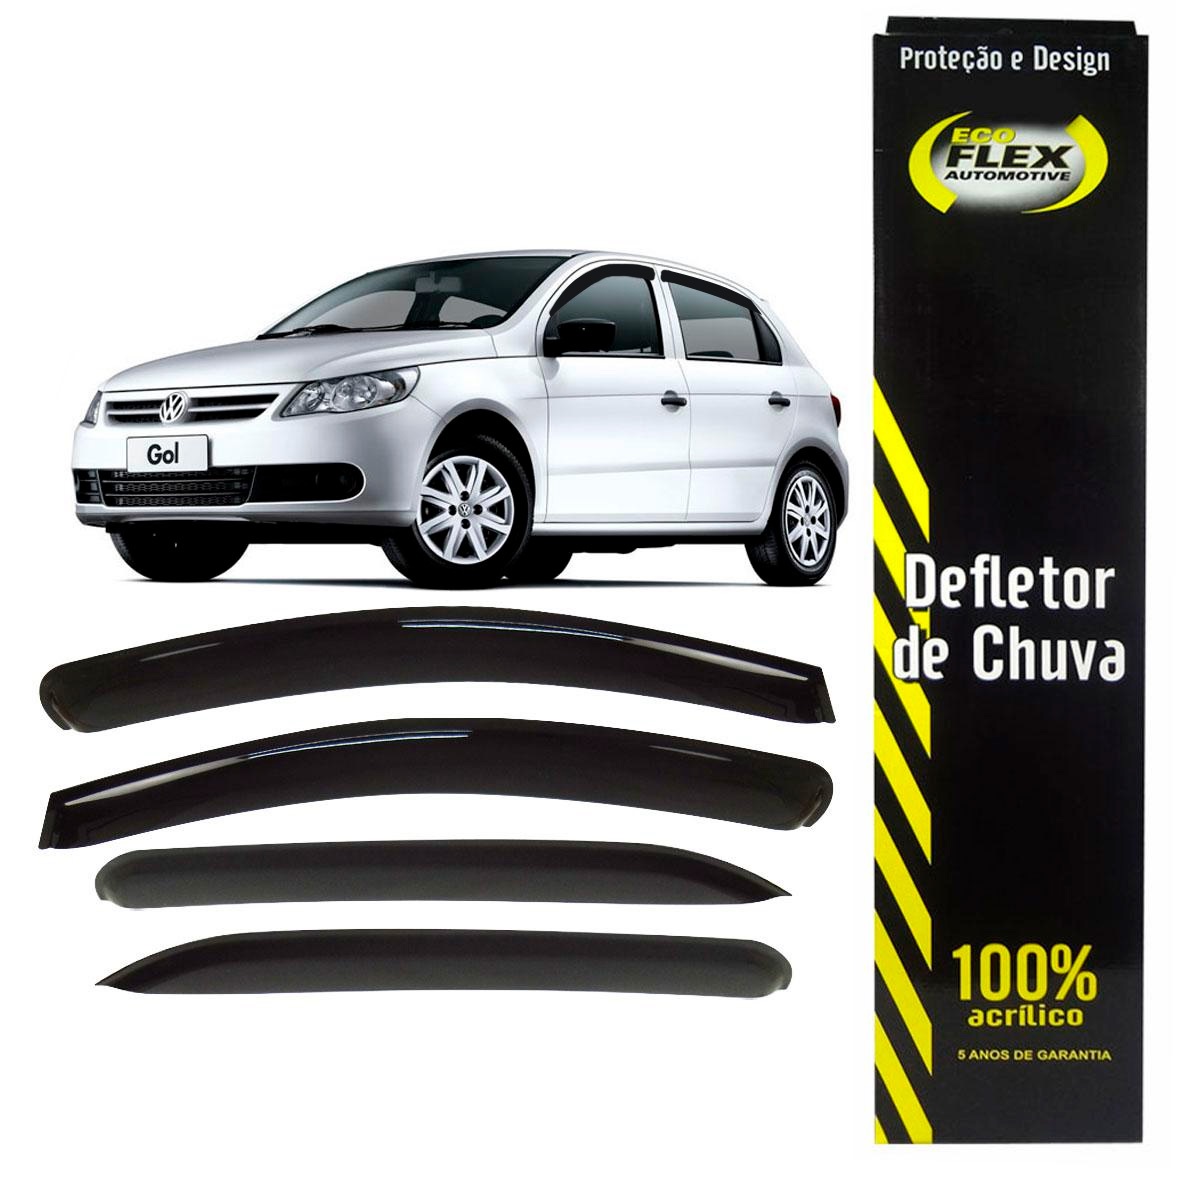 Proteção e Design
ECO
FLEX
AUTOMOTIVE
Gol
Defletor
de Chuva
100%
acrílico
5 ANOS DE GARANTIA